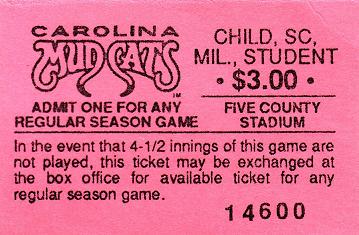 CAROLINA
MUDCATS
TM
ADMIT ONE FOR ANY
REGULAR SEASON GAME
CHILD, SC,
MIL., STUDENT
• $3.00 •
FIVE COUNTY
STADIUM
In the event that 4-1/2 innings of this game are
not played, this ticket may be exchanged at
the box office for available ticket for any
regular season game.
14600